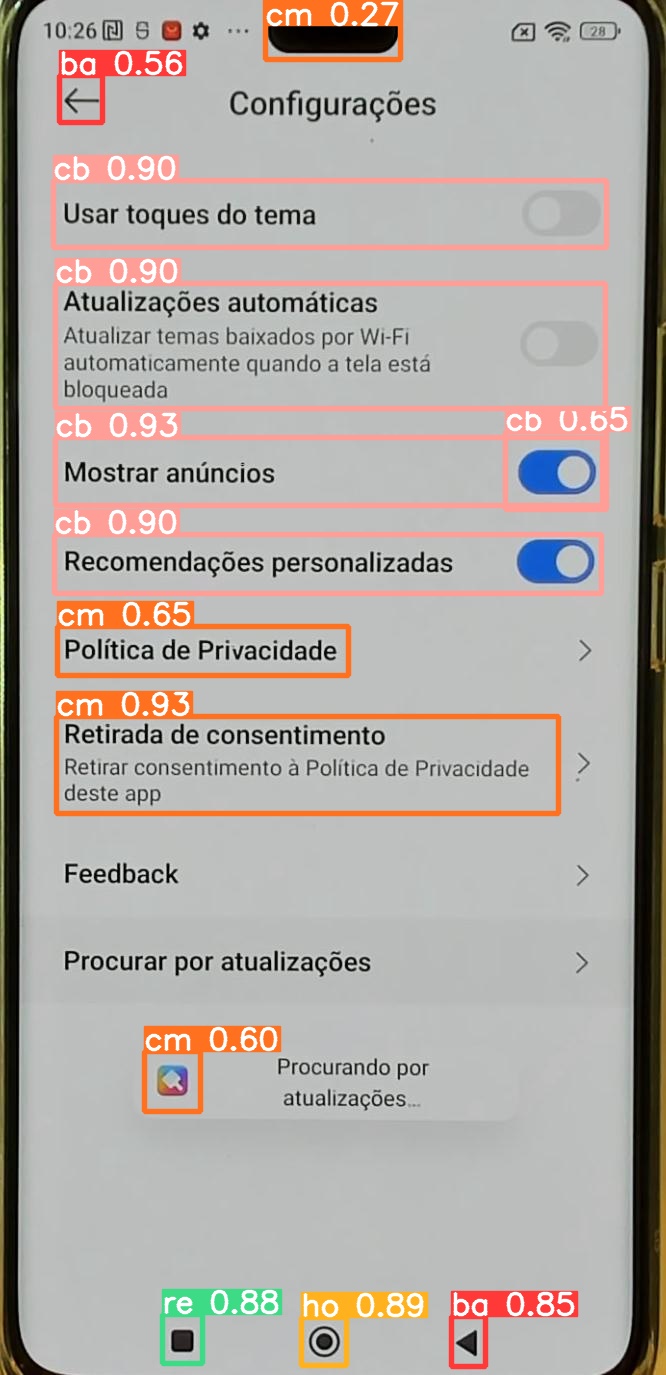 cm 0.27
10:26 28
ba 0.56
Configurações
cb 0.90
Usar toques do tema
cb 0.90
Atualizações automáticas
Atualizar temas baixados por Wi-Fi
automaticamente quando a tela está
bloqueada
cb 0.93 cb 0.65
Mostrar anúncios
cb 0.90
Recomendações personalizadas
cm 0.65
Política de Privacidade
cm 0.93
Retirada de consentimento
Retirar consentimento à Política de Privacidade
deste app
Feedback
Procurar por atualizações
cm 0.60
Procurando por
atualizações...
re 0.88 ho 0.89 ba 0.85